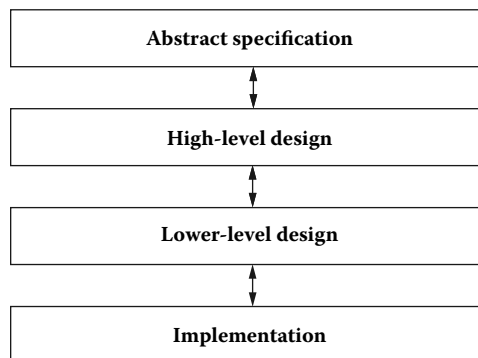 Abstract specification
High-level design
Lower-level design
Implementation